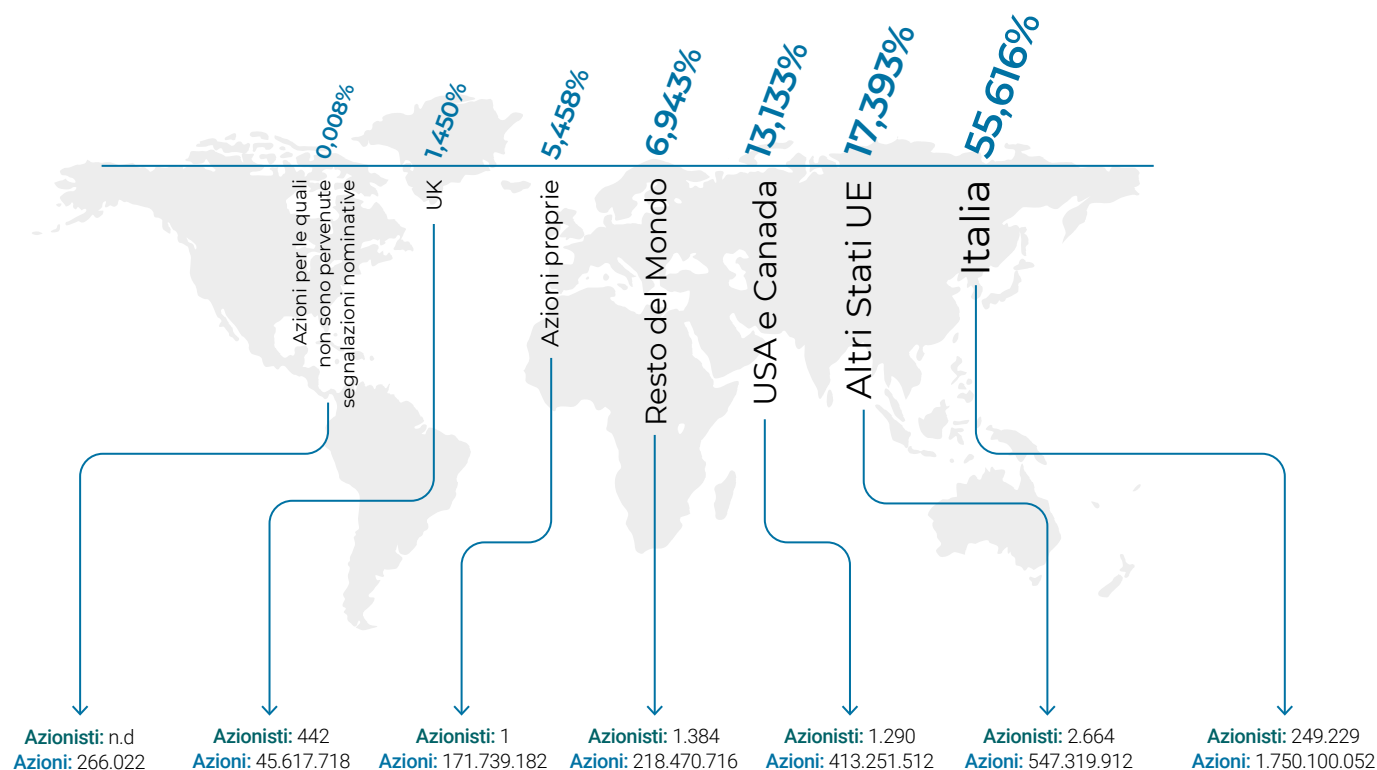 0,008%
1,450%
5,458%
6,943%
13,133%
17,393%
55,616%
Azioni per le quali
non sono pervenute
segnalazioni nominative
UK
Azioni proprie
Resto del Mondo
USA e Canada
Altri Stati UE
Italia
Azionisti: n.d
Azioni: 266.022
Azionisti: 442
Azioni: 45.617.718
Azionisti: 1
Azioni: 171.739.182
Azionisti: 1.384
Azioni: 218.470.716
Azionisti: 1.290
Azioni: 413.251.512
Azionisti: 2.664
Azioni: 547.319.912
Azionisti: 249.229
Azioni: 1.750.100.052